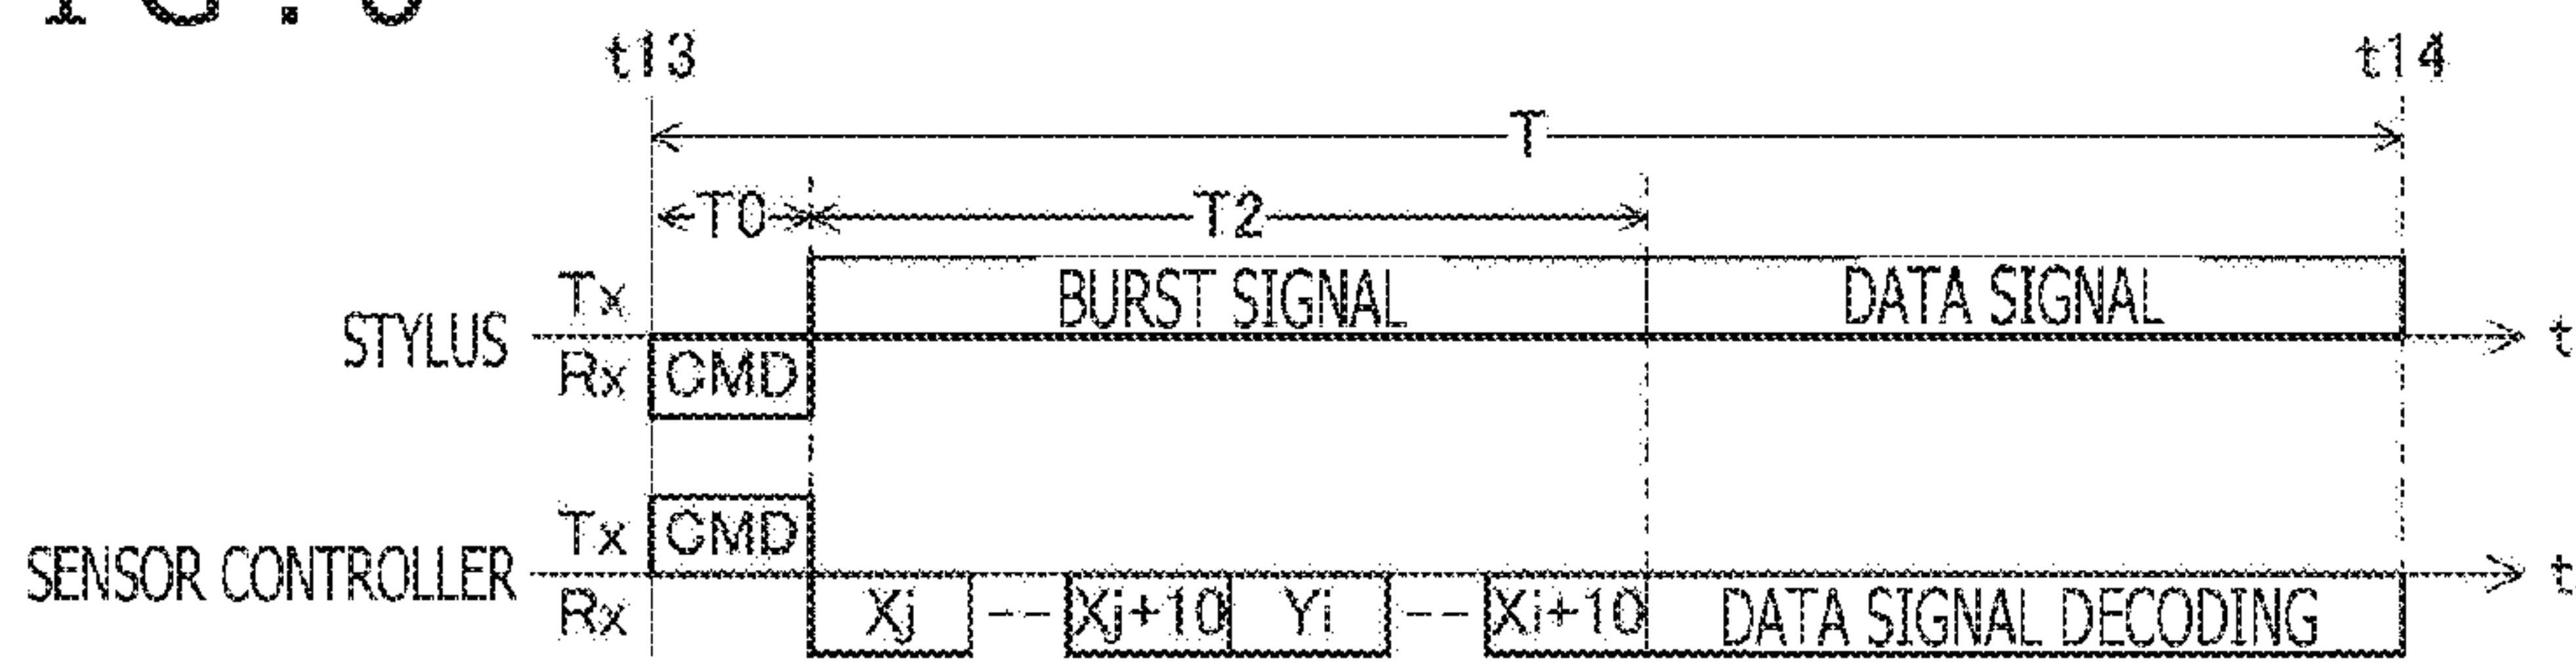 t13 t14
T
T0 T2
Tx BURST SIGNAL DATA SIGNAL
STYLUS t
Rx CMD
Tx CMD
SENSOR CONTROLLER t
Rx Xj -- Xj+10 Yi -- Xi+10 DATA SIGNAL DECODING